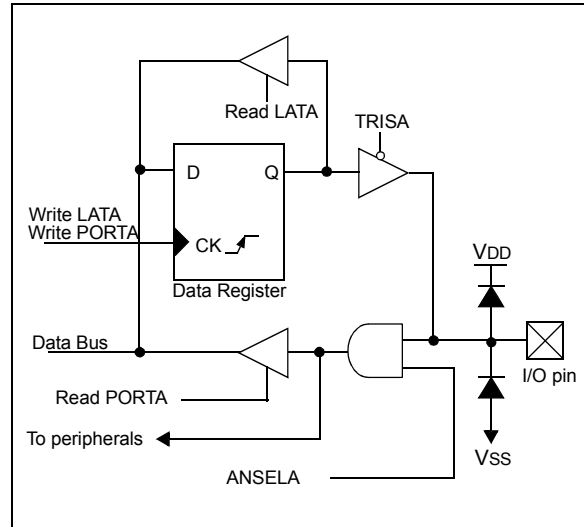 Read LATA
TRISA
D
Q
Write LATA
Write PORTA
CK
Data Register
VDD
Data Bus
I/O pin
Read PORTA
To peripherals
VSS
ANSELA